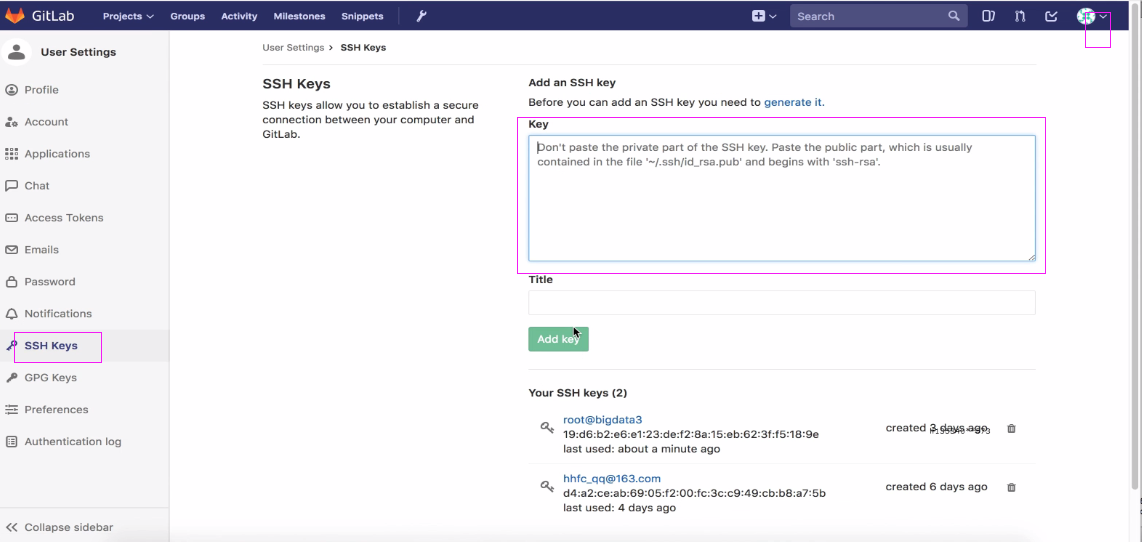 GitLab Projects Groups Activity Milestones Snippets Search
User Settings
Profile
Account
Applications
Chat
Access Tokens
Emails
Password
Notifications
SSH Keys
GPG Keys
Preferences
Authentication log
Collapse sidebar
User Settings > SSH Keys
SSH Keys
SSH keys allow you to establish a secure
connection between your computer and
GitLab.
Add an SSH key
Before you can add an SSH key you need to generate it.
Key
Don't paste the private part of the SSH key. Paste the public part, which is usually
contained in the file '~/.ssh/id_rsa.pub' and begins with 'ssh-rsa'.
Title
Add key
Your SSH keys (2)
root@bigdata3
19:d6:b2:e6:e1:23:de:f2:8a:15:eb:62:3f:f5:18:9e
last used: about a minute ago
created 3 days ago
hhfc_qq@163.com
d4:a2:ce:ab:69:05:f2:00:fc:3c:c9:49:cb:b8:a7:5b
last used: 4 days ago
created 6 days ago